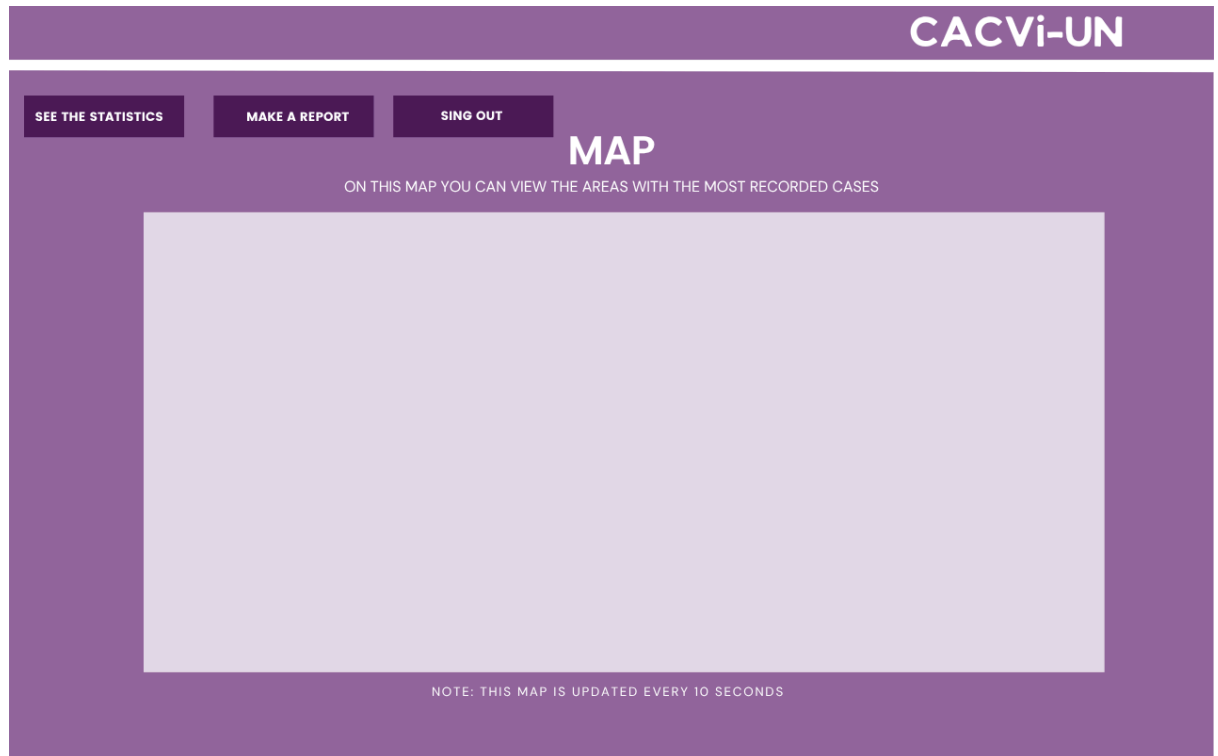 CACVi-UN
SEE THE STATISTICS
MAKE A REPORT
SING OUT
MAP
ON THIS MAP YOU CAN VIEW THE AREAS WITH THE MOST RECORDED CASES
NOTE: THIS MAP IS UPDATED EVERY 10 SECONDS